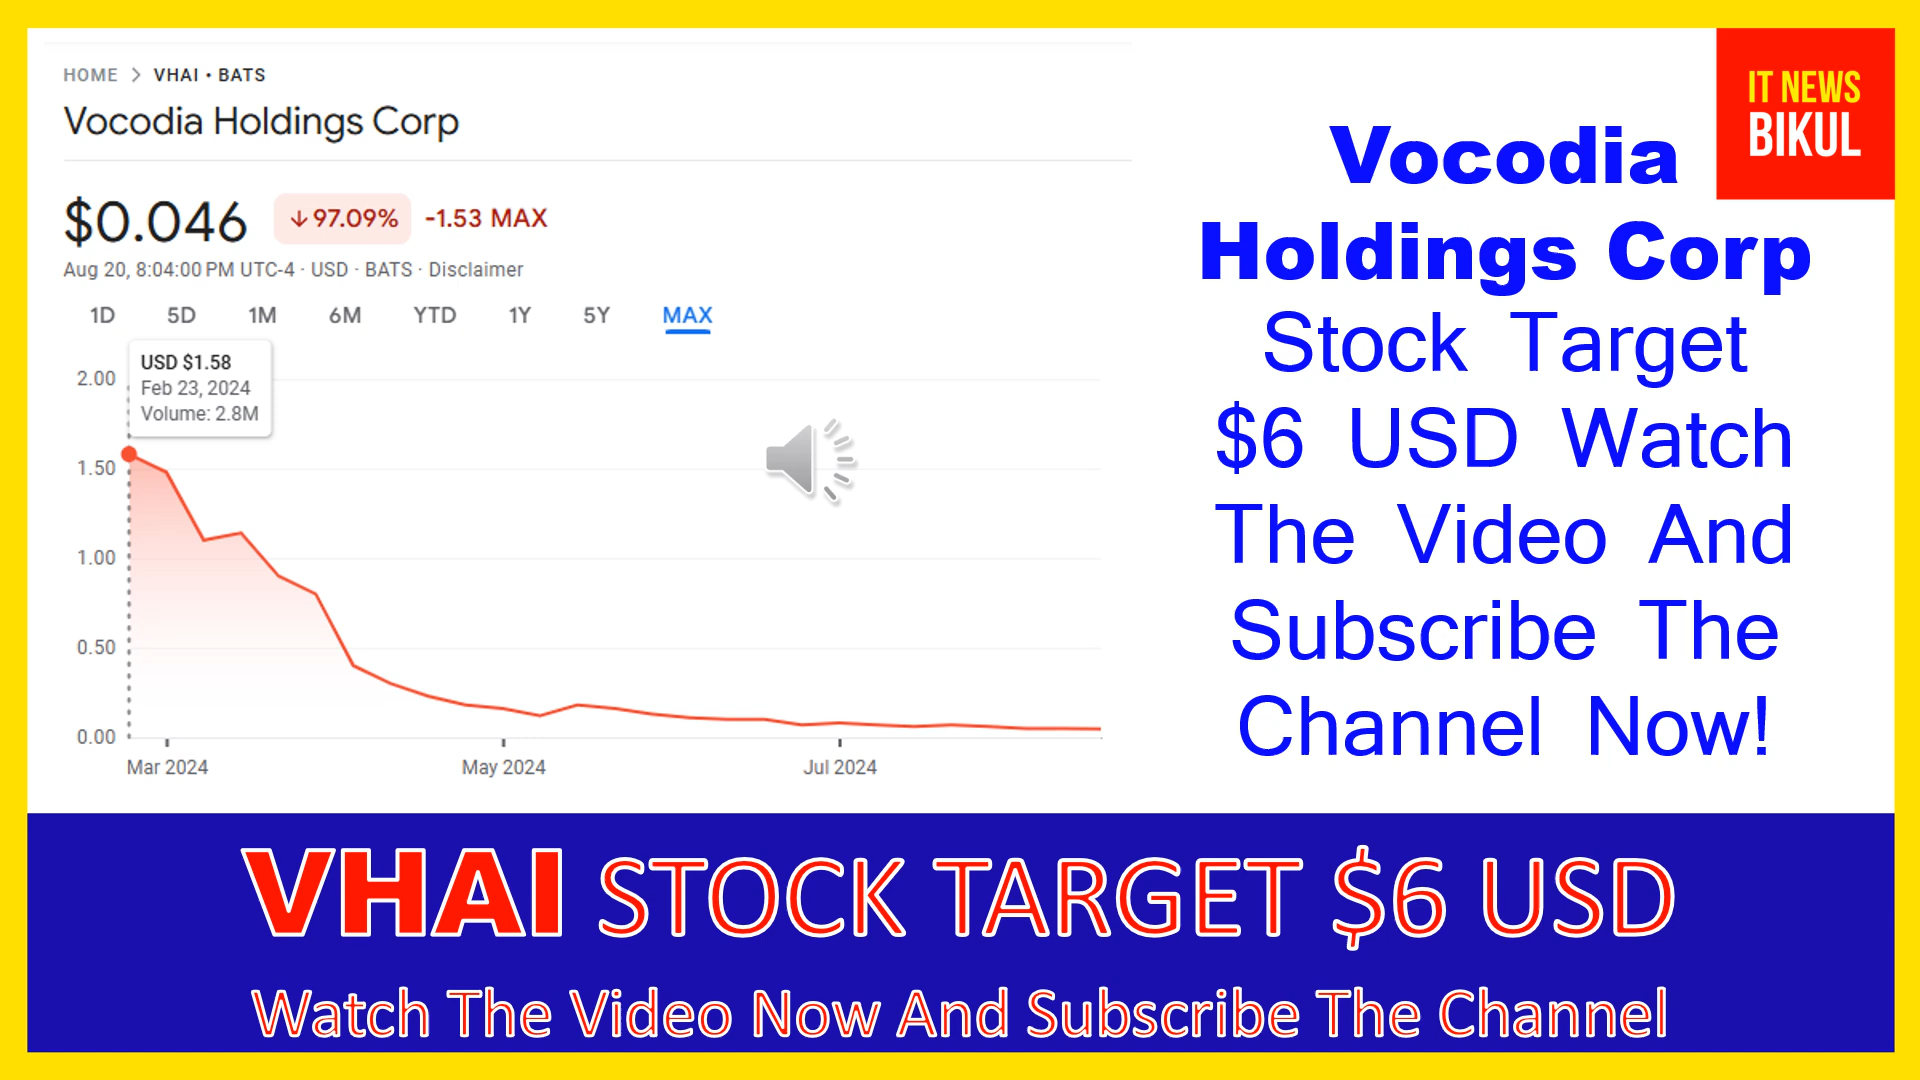 HOME > VHAI • BATS
Vocodia Holdings Corp
$0.046 ↓97.09% -1.53 MAX
Aug 20, 8:04:00 PM UTC-4 · USD · BATS · Disclaimer
1D 5D 1M 6M YTD 1Y 5Y MAX
USD $1.58
Feb 23, 2024
Volume: 2.8M
2.00
1.50
1.00
0.50
0.00
Mar 2024 May 2024 Jul 2024
IT NEWS
BIKUL
Vocodia
Holdings Corp
Stock Target
$6 USD Watch
The Video And
Subscribe The
Channel Now!
VHAI STOCK TARGET $6 USD
Watch The Video Now And Subscribe The Channel